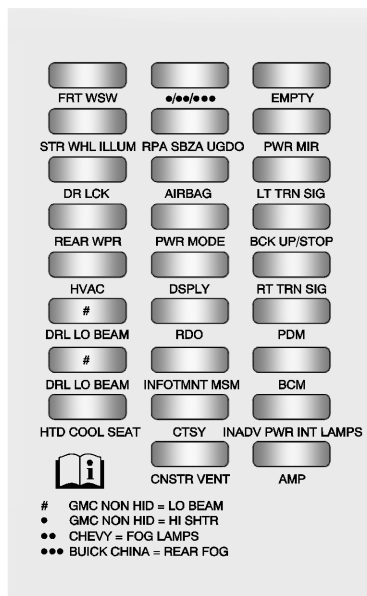 FRT WSW ●/●●/●●● EMPTY
STR WHL ILLUM RPA SBZA UGDO PWR MIR
DR LCK AIRBAG LT TRN SIG
REAR WPR PWR MODE BCK UP/STOP
HVAC DSPLY RT TRN SIG
#
DRL LO BEAM RDO PDM
#
DRL LO BEAM INFOTMNT MSM BCM
HTD COOL SEAT CTSY INADV PWR INT LAMPS
i
CNSTR VENT AMP
# GMC NON HID = LO BEAM
● GMC NON HID = HI SHTR
●● CHEVY = FOG LAMPS
●●● BUICK CHINA = REAR FOG